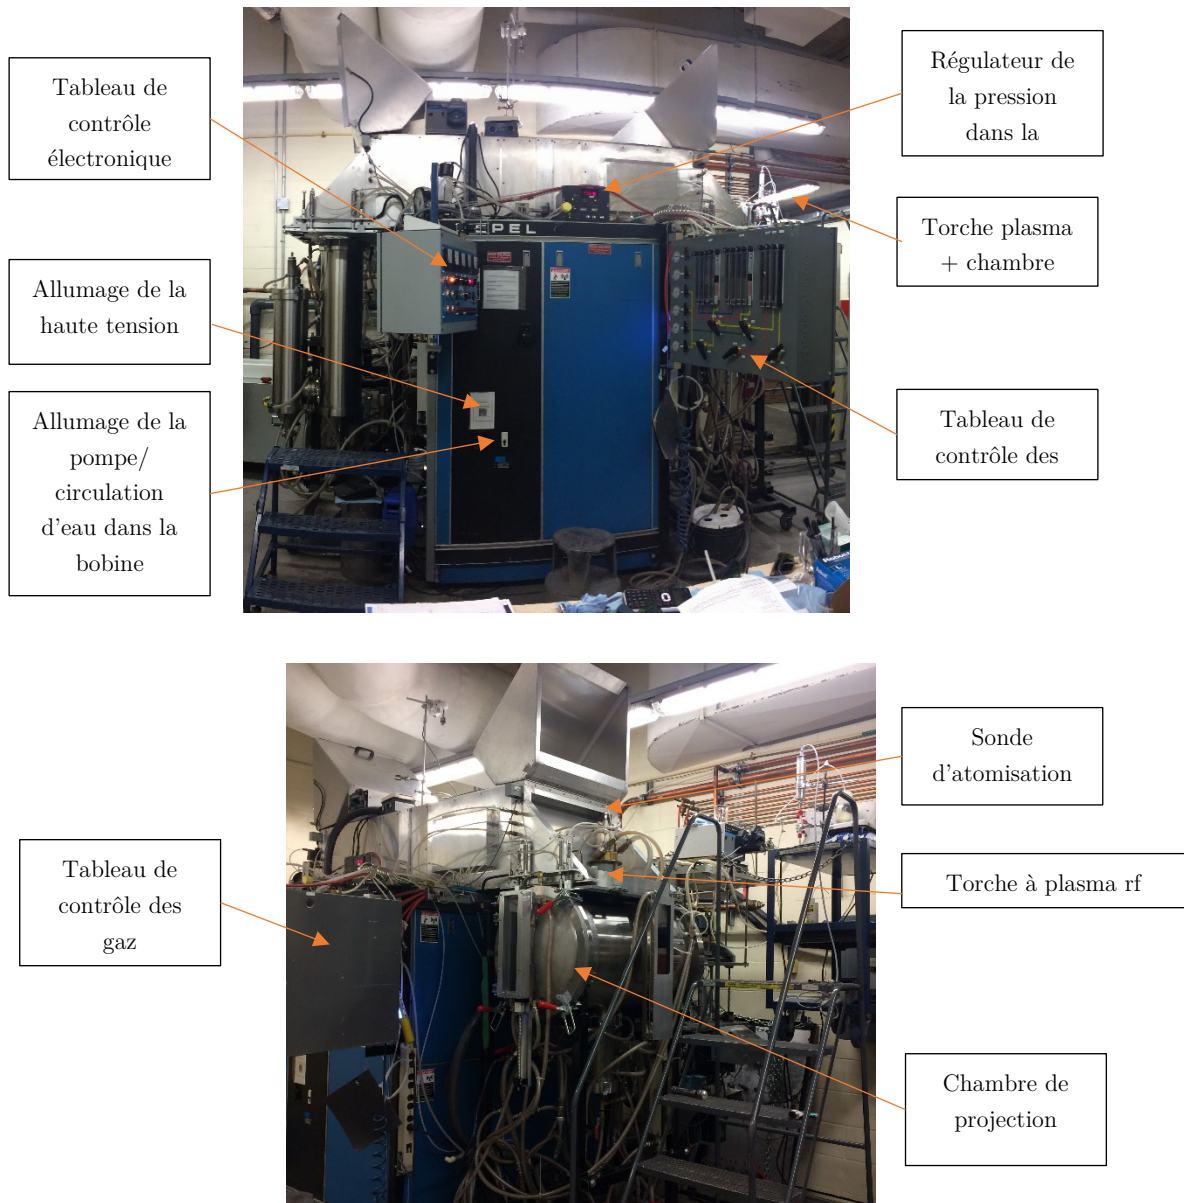 Tableau de
contrôle
électronique
Régulateur de
la pression
dans la
Torche plasma
+ chambre
Allumage de la
haute tension
Allumage de la
pompe/
circulation
d'eau dans la
bobine
Tableau de
contrôle des
EPEL
Sonde
d'atomisation
Tableau de
contrôle des
gaz
Torche à plasma rf
Chambre de
projection